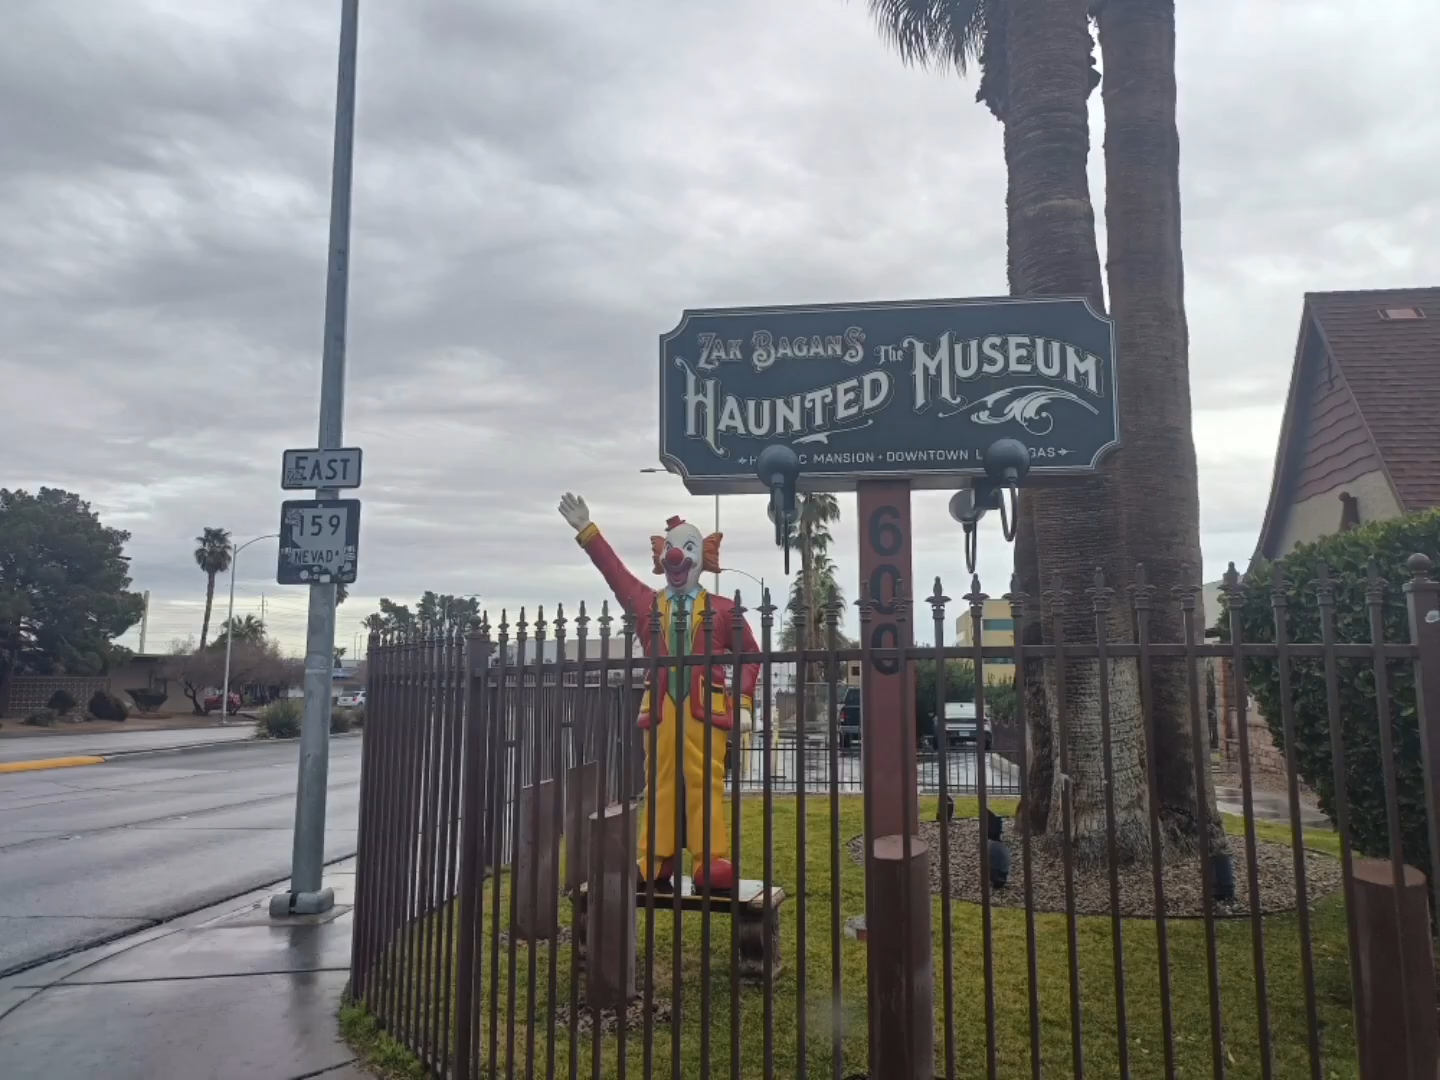 EAST
159
NEVADA
ZAK BAGANS
The
HAUNTED MUSEUM
MANSION • DOWNTOWN
600